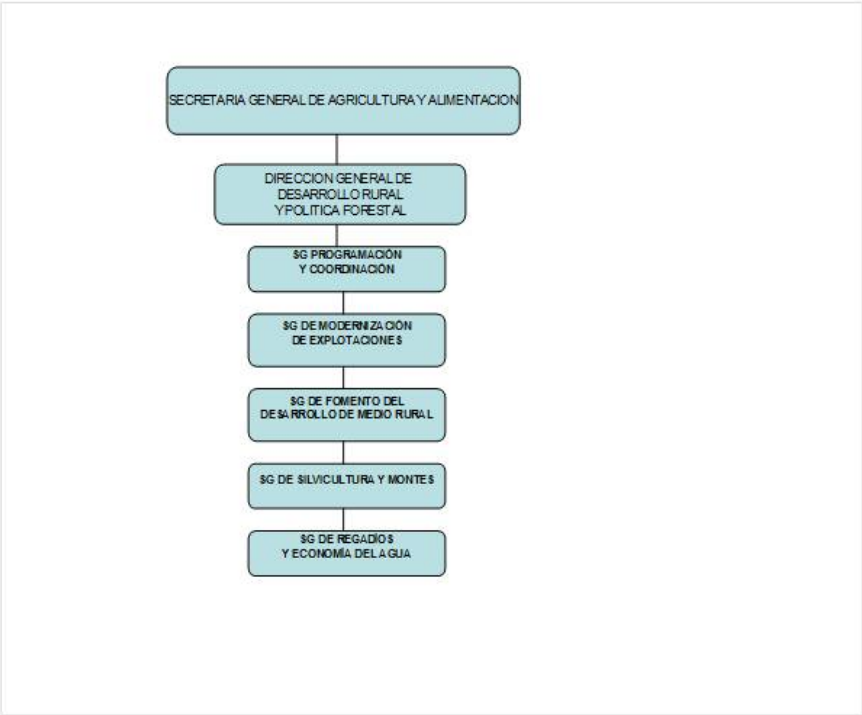 SECRETARIA GENERAL DE AGRICULTURA Y ALIMENTACION
DIRECCION GENERAL DE
DESARROLLO RURAL
Y POLITICA FORESTAL
SG PROGRAMACIÓN
Y COORDINACIÓN
SG DE MODERNIZACIÓN
DE EXPLOTACIONES
SG DE FOMENTO DEL
DESARROLLO DE MEDIO RURAL
SG DE SILVICULTURA Y MONTES
SG DE REGADÍOS
Y ECONOMÍA DEL AGUA